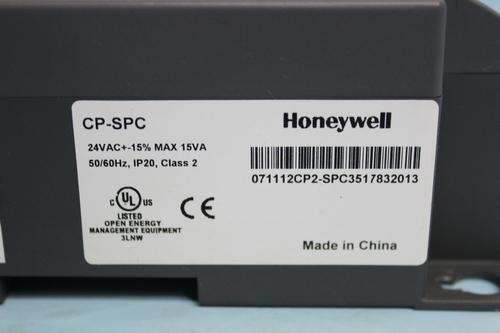 CP-SPC
Honeywell
24VAC+-15% MAX 15VA
50/60Hz, IP20, Class 2
071112CP2-SPC3517832013
C UL US
LISTED
CE
OPEN ENERGY
MANAGEMENT EQUIPMENT
3LNW
Made in China